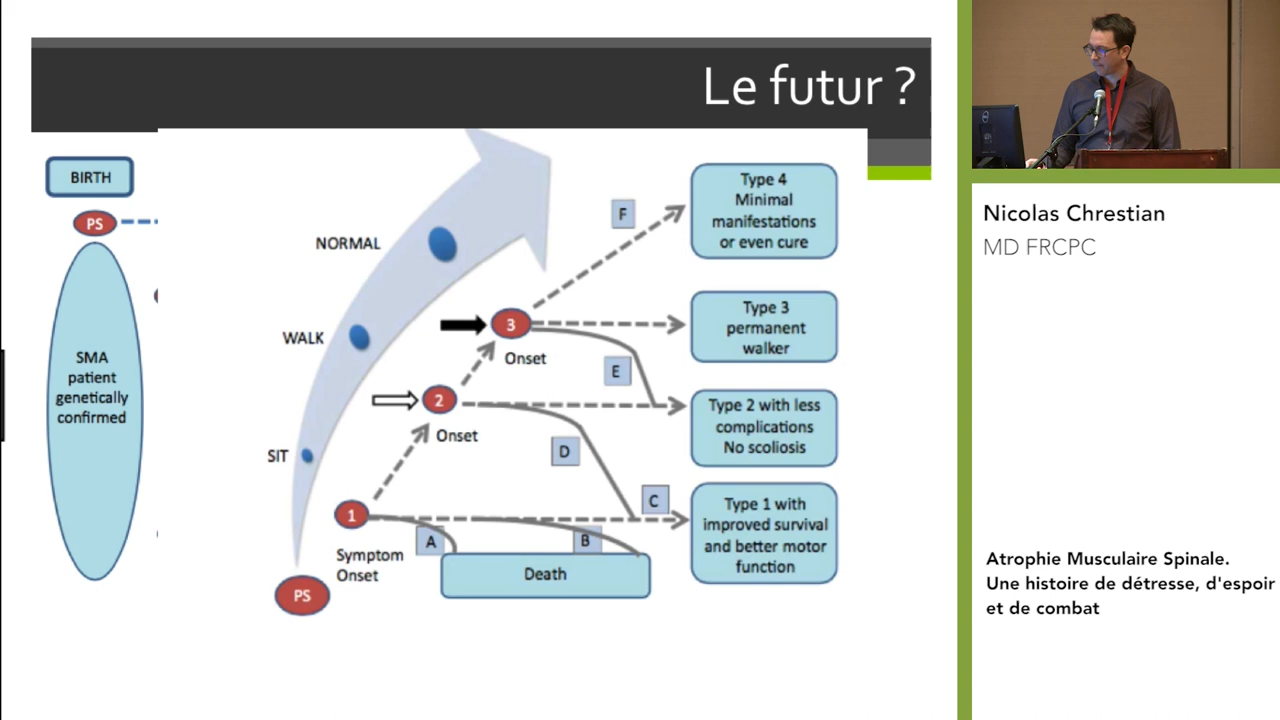 Le futur ?
BIRTH
PS
SMA
patient
genetically
confirmed
NORMAL
WALK
SIT
PS
1
Symptom
Onset
2
Onset
3
Onset
A
B
C
D
E
F
Death
Type 4
Minimal
manifestations
or even cure
Type 3
permanent
walker
Type 2 with less
complications
No scoliosis
Type 1 with
improved survival
and better motor
function
Nicolas Chrestian
MD FRCPC
Atrophie Musculaire Spinale.
Une histoire de détresse, d'espoir
et de combat